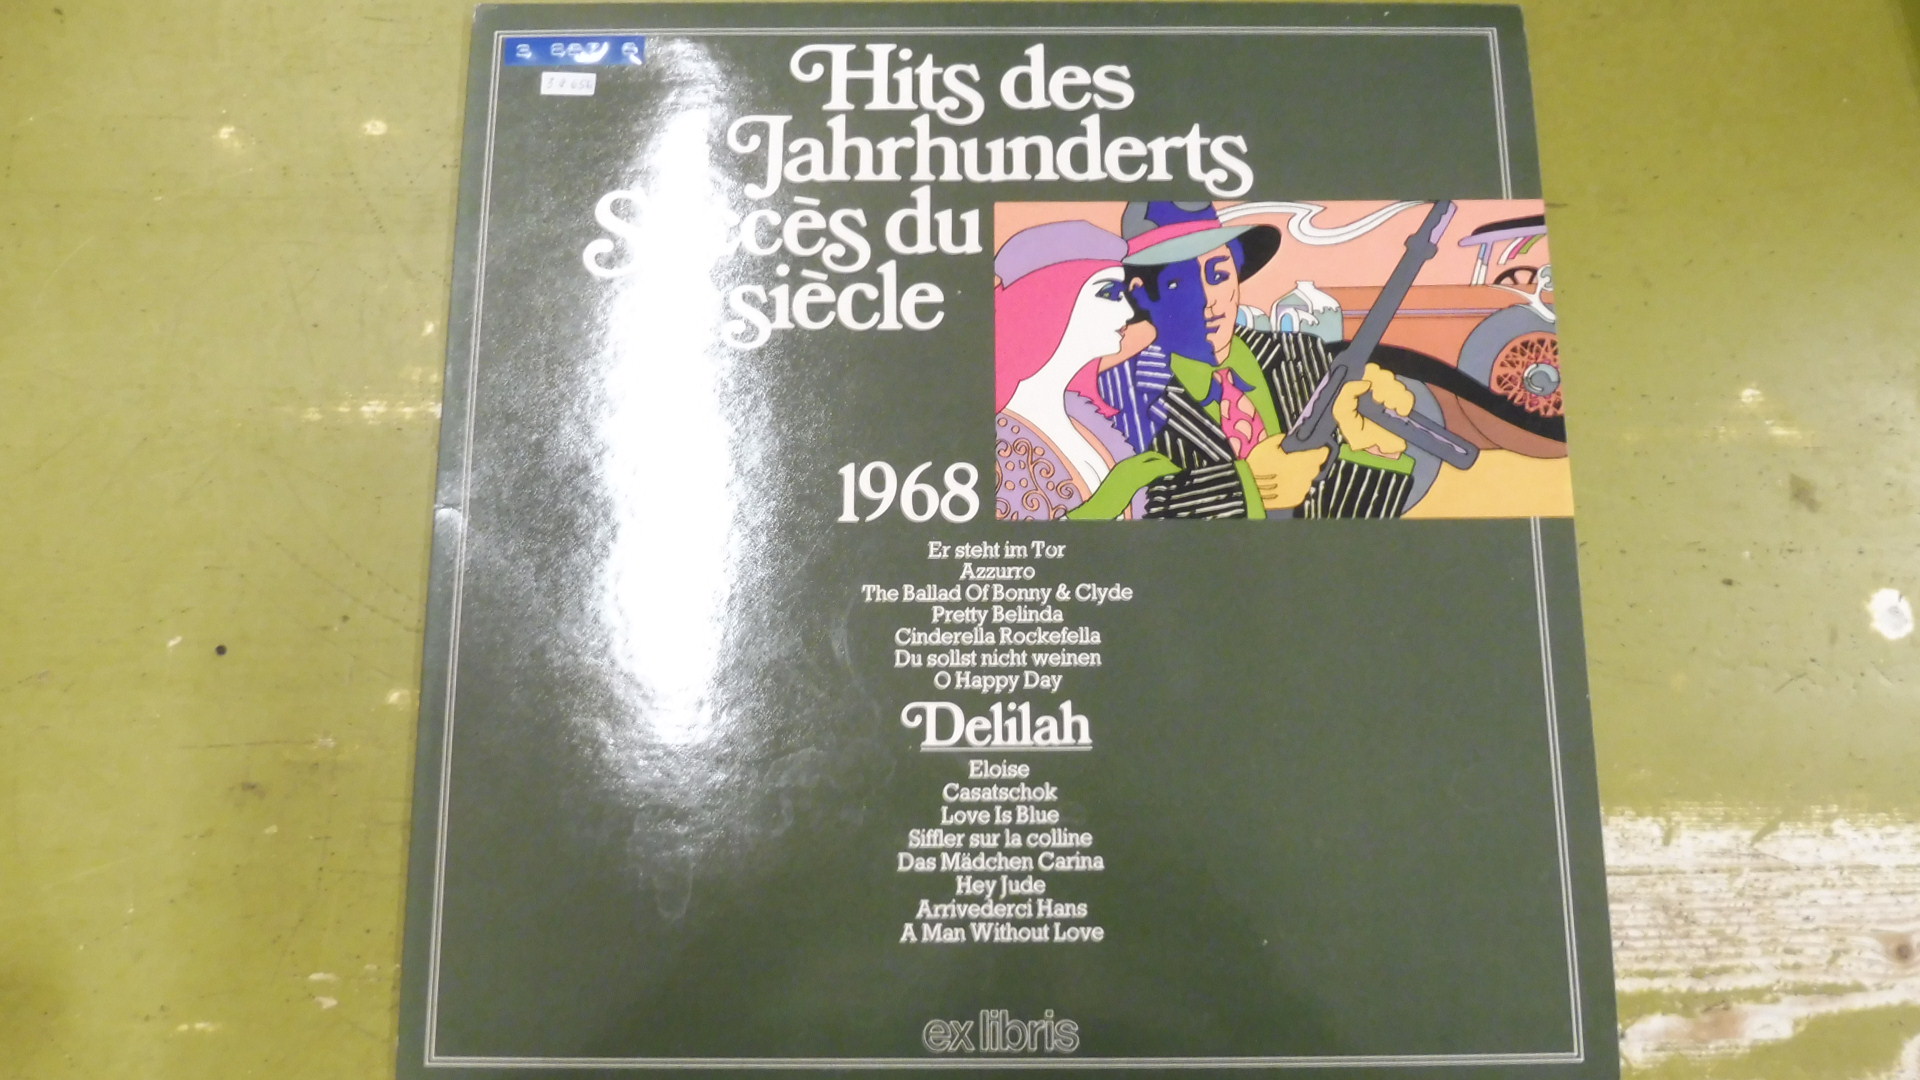 Hits des
Jahrhunderts
Succès du
siècle
1968
Er steht im Tor
Azzurro
The Ballad Of Bonny & Clyde
Pretty Belinda
Cinderella Rockefella
Du sollst nicht weinen
O Happy Day
Delilah
Eloise
Casatschok
Love Is Blue
Siffler sur la colline
Das Mädchen Carina
Hey Jude
Arrivederci Hans
A Man Without Love
ex libris